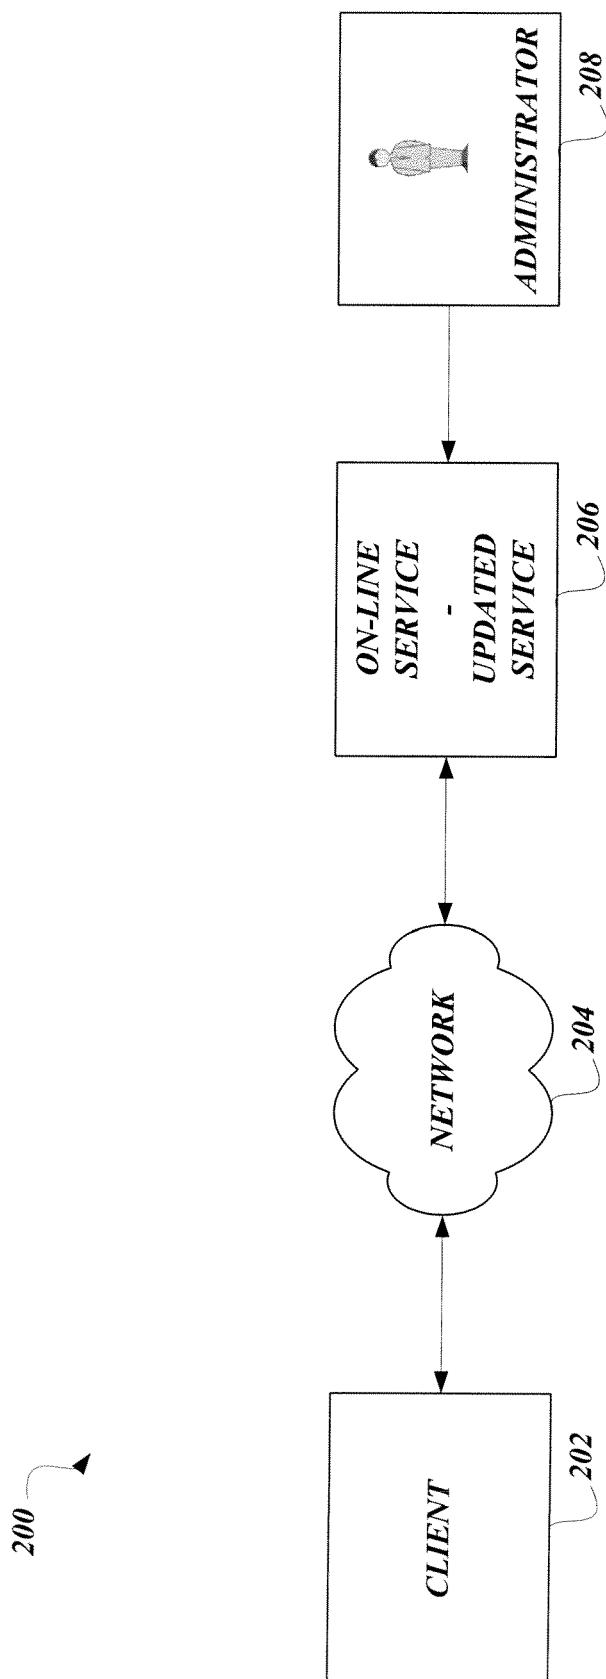 200
CLIENT
202
NETWORK
204
ON-LINE
SERVICE
-
UPDATED
SERVICE
206
ADMINISTRATOR
208